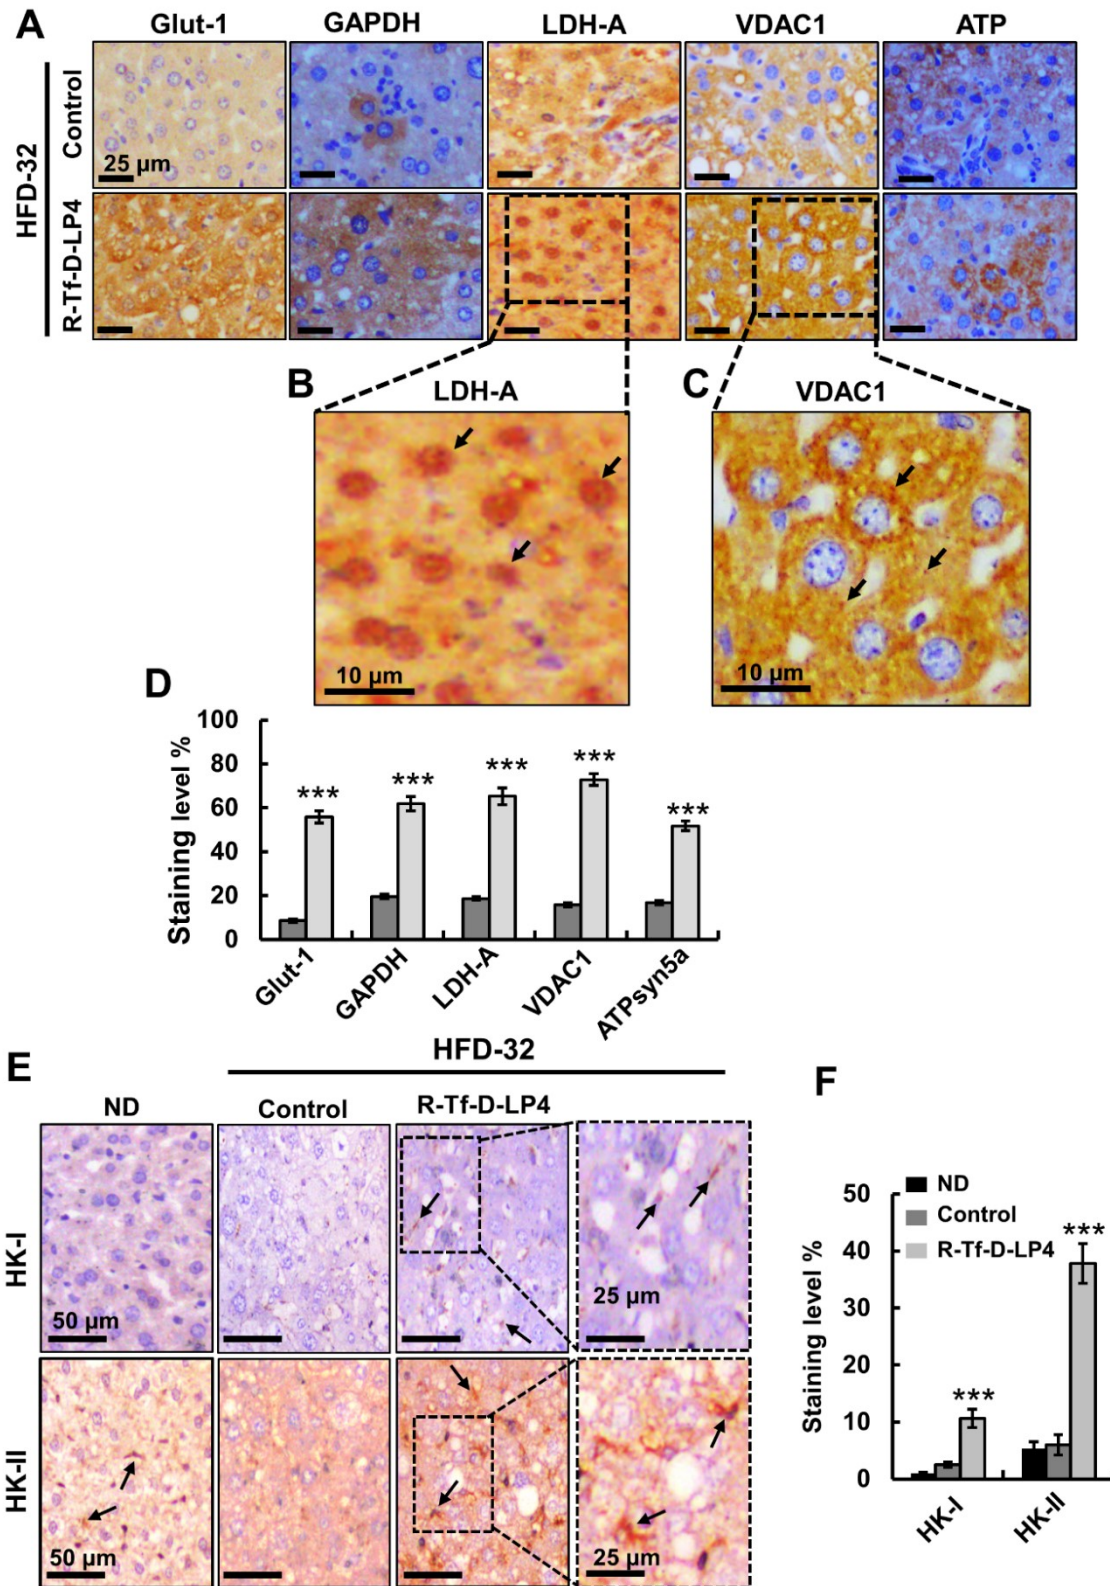 A
Glut-1 GAPDH LDH-A VDAC1 ATP
HFD-32
Control
25 µm
R-Tf-D-LP4
B
LDH-A
10 µm
C
VDAC1
10 µm
D
Staining level %
100
80
60
40
20
0
*** *** *** *** ***
Glut-1 GAPDH LDH-A VDAC1 ATPsyn5a
E
HFD-32
ND Control R-Tf-D-LP4
HK-I
50 µm
25 µm
HK-II
50 µm
25 µm
F
ND
Control
R-Tf-D-LP4
Staining level %
50
40
30
20
10
0
*** ***
HK-I HK-II